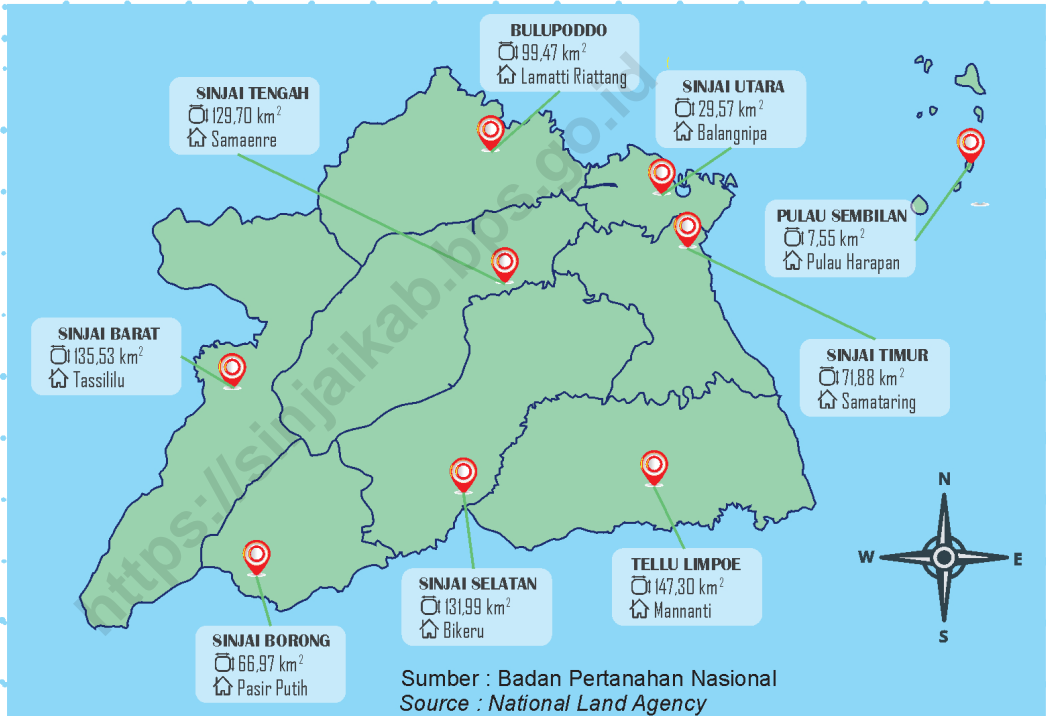 BULUPODDO
99,47 km²
Lamatti Riattang
SINJAI TENGAH
129,70 km²
Samaenre
SINJAI UTARA
29,57 km²
Balangnipa
PULAU SEMBILAN
7,55 km²
Pulau Harapan
SINJAI BARAT
135,53 km²
Tassililu
SINJAI TIMUR
71,88 km²
Samataring
TELLU LIMPOE
147,30 km²
Mannanti
SINJAI SELATAN
131,99 km²
Bikeru
SINJAI BORONG
66,97 km²
Pasir Putih
N
W
E
S
Sumber : Badan Pertanahan Nasional
Source : National Land Agency
https://sinjaikab.bps.go.id